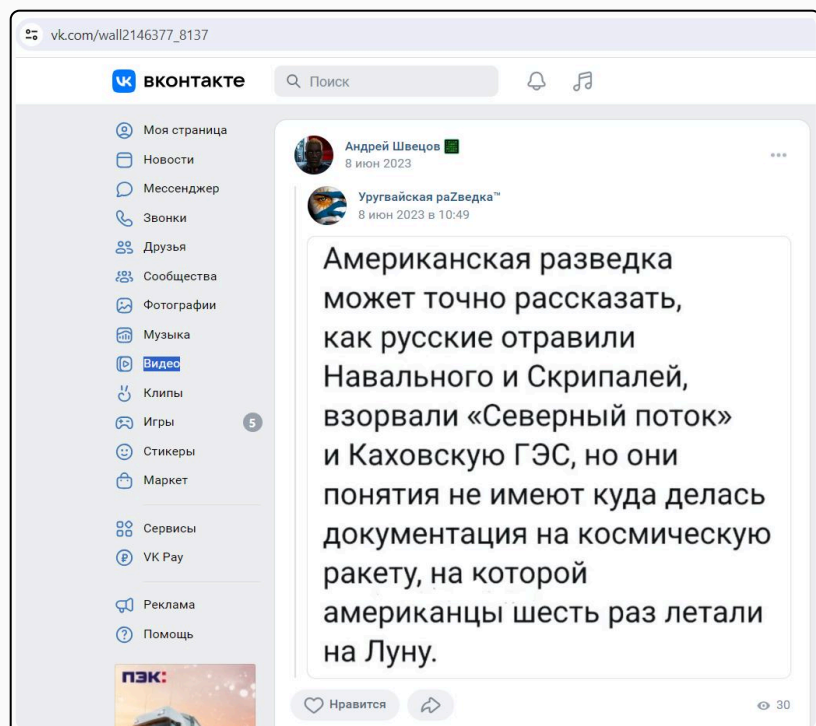 vk.com/wall2146377_8137
вконтакте
Поиск
Моя страница
Новости
Мессенджер
Звонки
Друзья
Сообщества
Фотографии
Музыка
Видео
Клипы
Игры
5
Стикеры
Маркет
Сервисы
VK Pay
Реклама
Помощь
ПЭК:
Андрей Швецов
8 июн 2023
Уругвайская раZведка™
8 июн 2023 в 10:49
Американская разведка
может точно рассказать,
как русские отравили
Навального и Скрипалей,
взорвали «Северный поток»
и Каховскую ГЭС, но они
понятия не имеют куда делась
документация на космическую
ракету, на которой
американцы шесть раз летали
на Луну.
Нравится
30